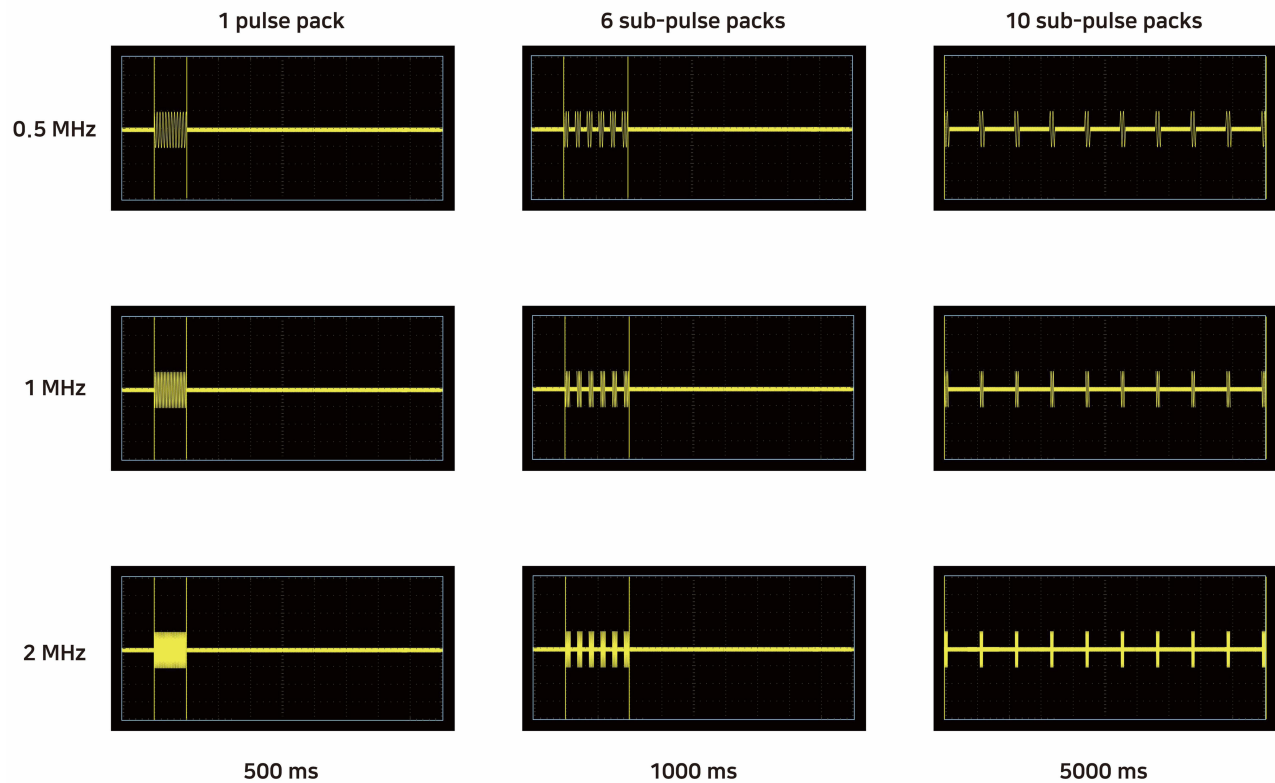 1 pulse pack
6 sub-pulse packs
10 sub-pulse packs
0.5 MHz
1 MHz
2 MHz
500 ms
1000 ms
5000 ms